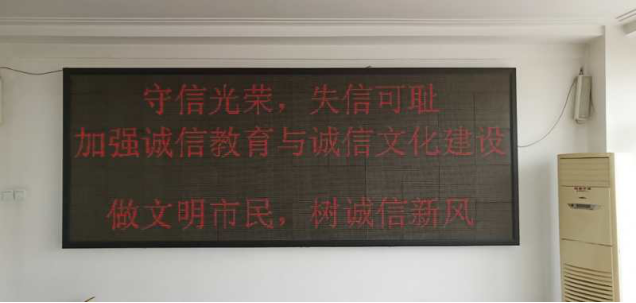 守信光荣，失信可耻
加强诚信教育与诚信文化建设
做文明市民，树诚信新风